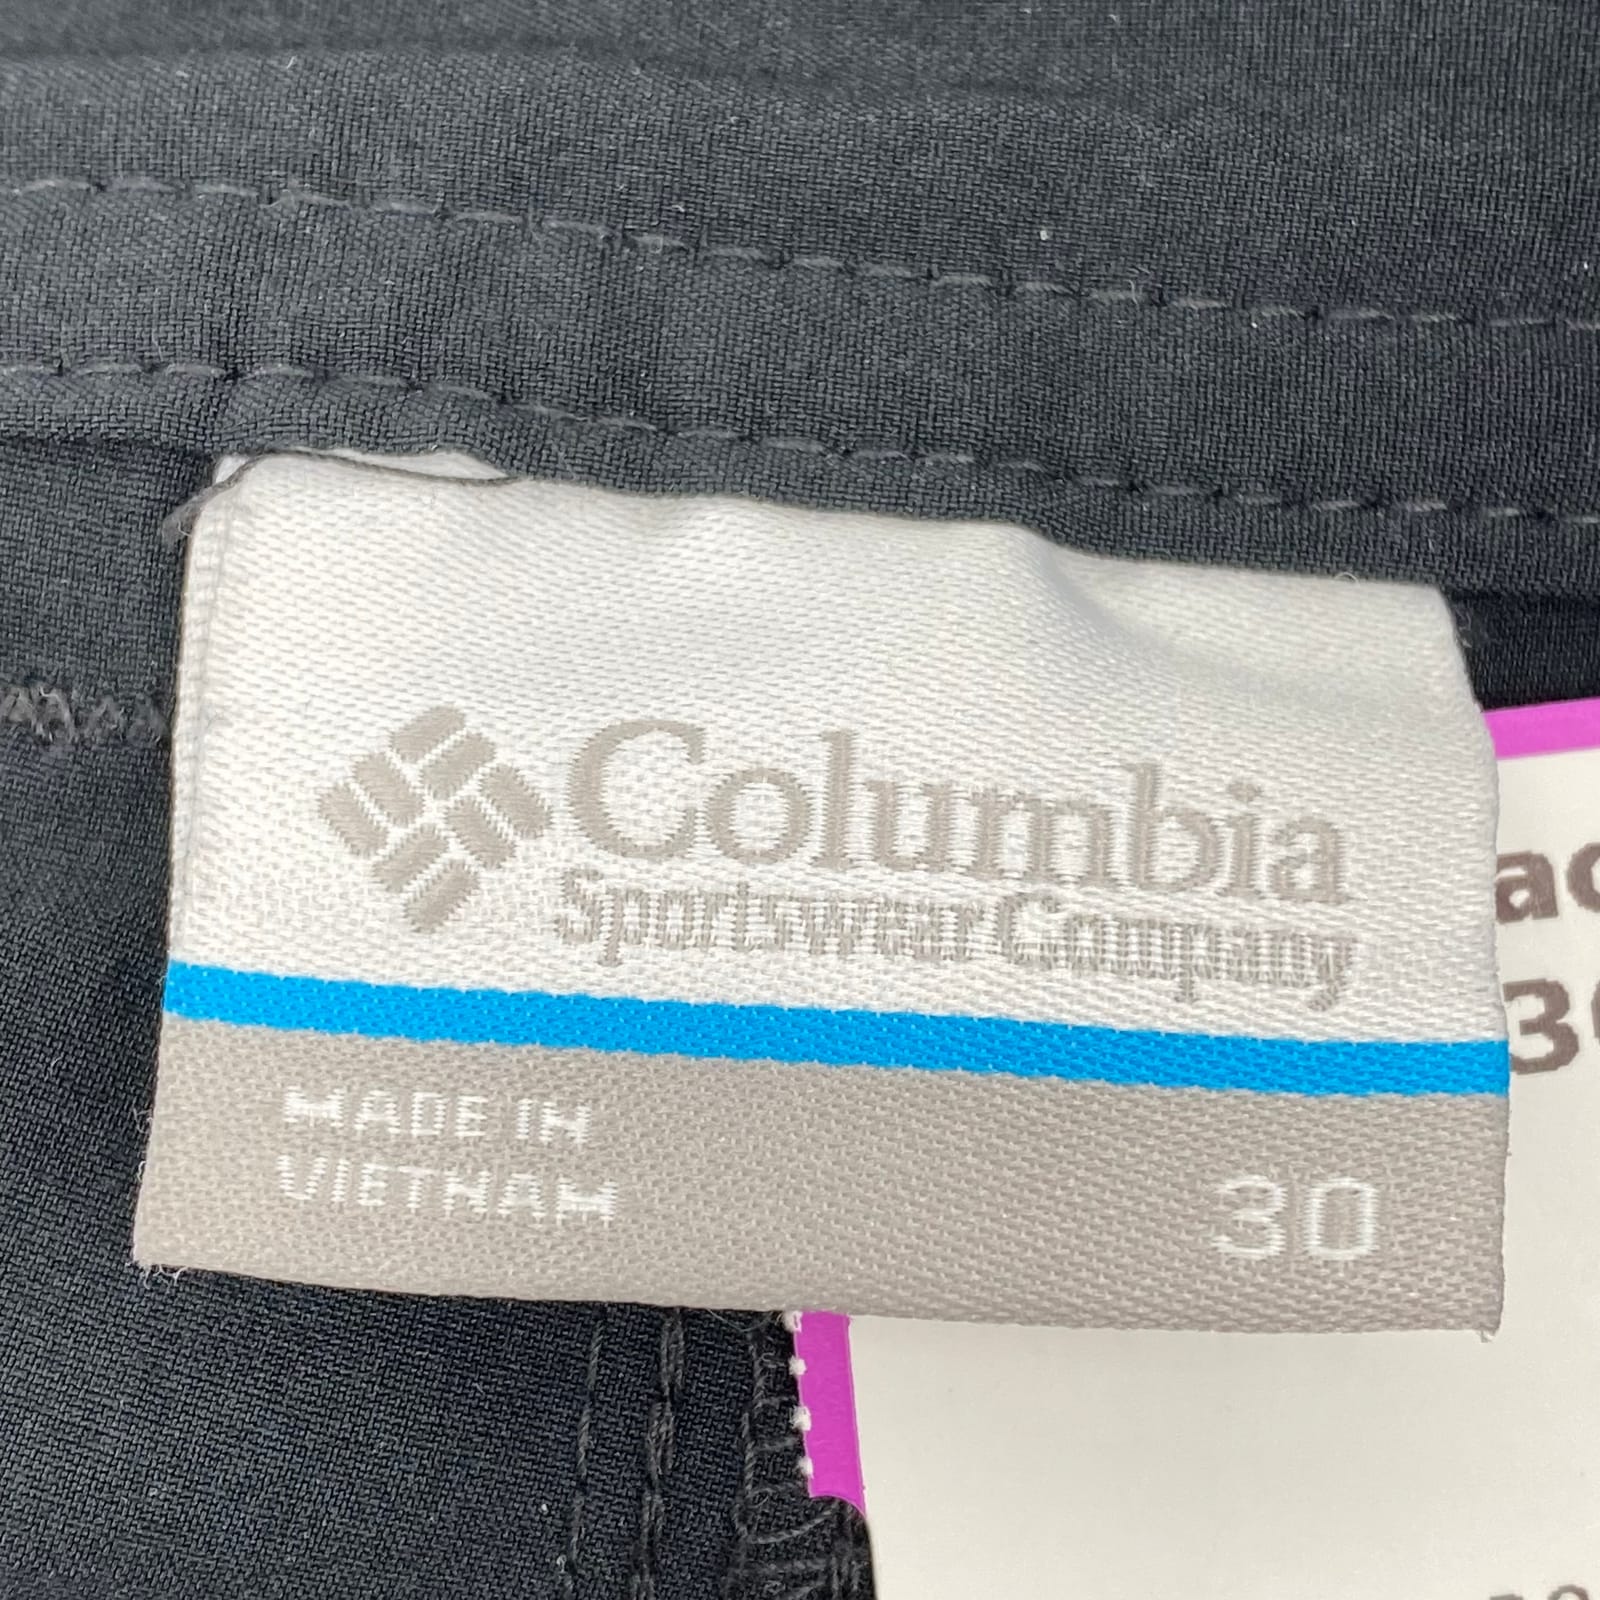 Columbia
Sportswear Company
MADE IN
VIETNAM
30